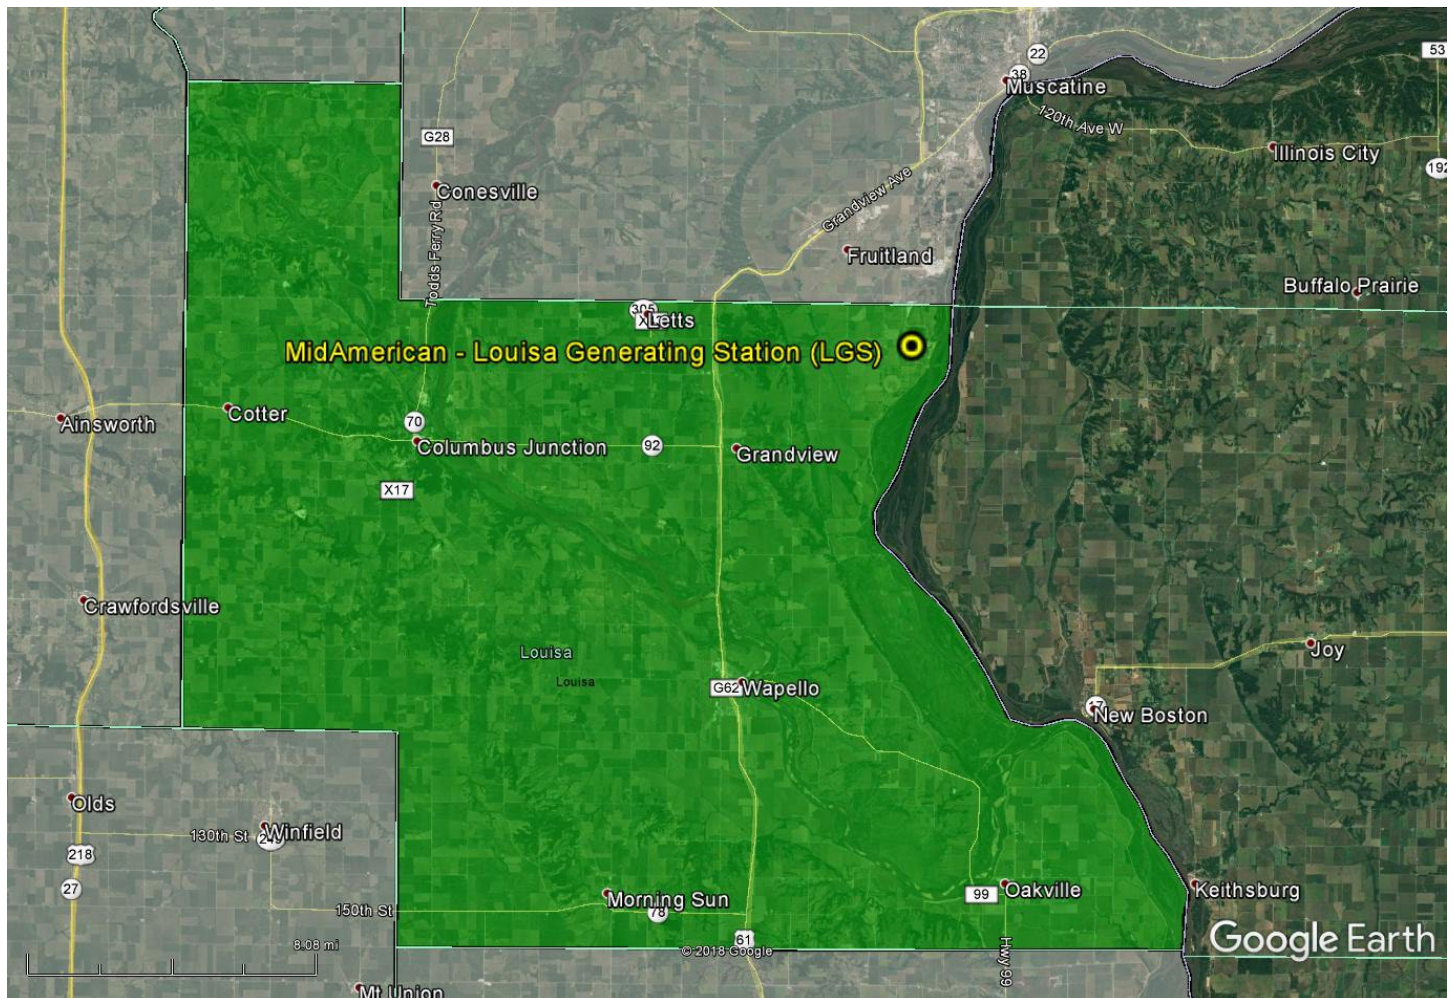 22
53
38
Muscatine
120th Ave W
G28
Illinois City
192
Conesville
Grandview Ave
Todds Ferry Rd
Fruitland
Buffalo Prairie
305
Letts
MidAmerican - Louisa Generating Station (LGS)
Cotter
Ainsworth
70
Columbus Junction
92
Grandview
X17
Crawfordsville
Louisa
Joy
Louisa
G62
Wapello
17
New Boston
Olds
130th St
Winfield
249
218
27
Morning Sun
99
Oakville
Keithsburg
150th St
78
8.08 mi
61
© 2018 Google
Hwy 99
Google Earth
Mt Union